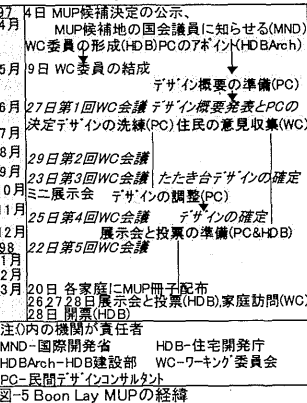 97 4日 MUP候補決定の公示、
4月 MUP候補地の国会議員に知らせる(MND)
WC委員の形成(HDB)PCのアポイント(HDBArch)
5月 9日 WC委員の結成
デザイン概要の準備(PC)
6月 27日第1回WC会議 デザイン概要発表とPCの
7月 決定デザインの洗練(PC) 住民の意見収集(WC)
8月 29日第2回WC会議
9月 23日第3回WC会議 たたき台デザインの確定
10月 ミニ展示会 デザインの調整(PC)
11月 25日第4回WC会議 デザインの確定
12月 展示会と投票の準備(PC&HDB)
98 22日第5回WC会議
1月
2月
3月 20日 各家庭にMUP冊子配布
26,27,28日展示会と投票(HDB),家庭訪問(WC)
28日 開票(HDB)
注:()内の機関が責任者
MND-国際開発省 HDB-住宅開発庁
HDBArch-HDB建設部 WC-ワーキング委員会
PC-民間デザインコンサルタント
図-5 Boon Lay MUPの経緯